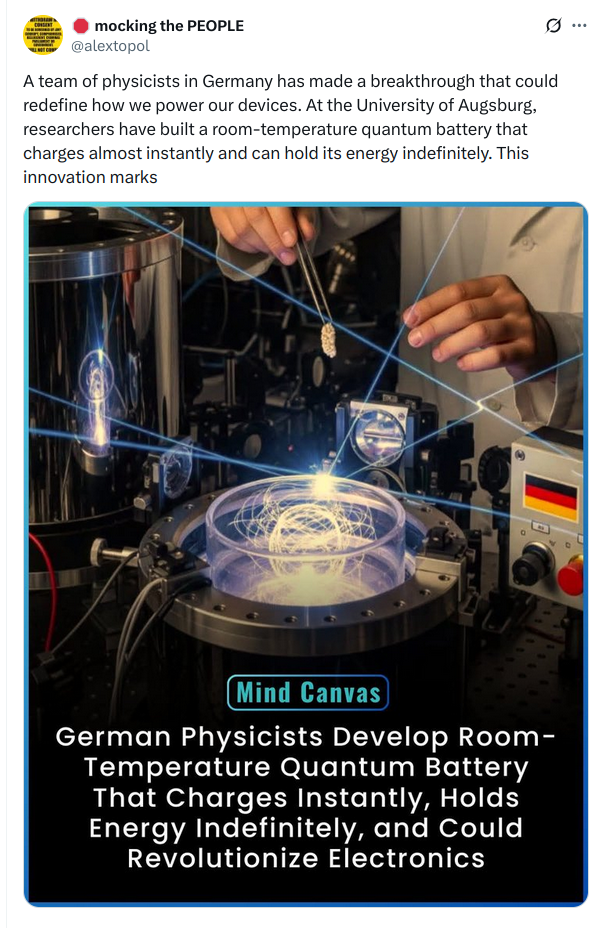 mocking the PEOPLE
@alextopol
A team of physicists in Germany has made a breakthrough that could
redefine how we power our devices. At the University of Augsburg,
researchers have built a room-temperature quantum battery that
charges almost instantly and can hold its energy indefinitely. This
innovation marks
Mind Canvas
German Physicists Develop Room-
Temperature Quantum Battery
That Charges Instantly, Holds
Energy Indefinitely, and Could
Revolutionize Electronics